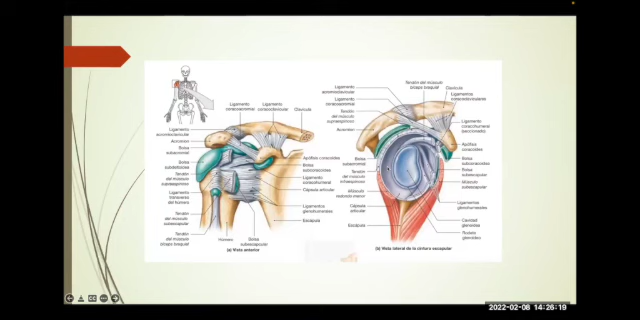 Ligamento
coracoacromial
Ligamento
coracoclavicular
Clavícula
Ligamento
acromioclavicular
Acromion
Bolsa
subacromial
Bolsa
subdeltoidea
Tendón
del músculo
supraespinoso
Ligamento
transverso
del húmero
Tendón
del músculo
subescapular
Tendón
del músculo
bíceps braquial
Húmero
Bolsa
subescapular
Apófisis coracoides
Bolsa
subcoracoidea
Ligamento
coracohumeral
Cápsula articular
Ligamentos
glenohumerales
Escápula
(a) Vista anterior
Tendón del músculo
bíceps braquial
Clavícula
Ligamento
acromioclavicular
Ligamento
coracoacromial
Tendón
del músculo
supraespinoso
Acromion
Bolsa
subacromial
Tendón
del músculo
infraespinoso
Músculo
redondo menor
Cápsula
articular
Escápula
Ligamentos
coracoclaviculares
Ligamento
coracohumeral
(seccionado)
Apófisis
coracoides
Bolsa
subcoracoidea
Bolsa
subescapular
Músculo
subescapular
Ligamentos
glenohumerales
Cavidad
glenoidea
Rodete
glenoideo
(b) Vista lateral de la cintura escapular
2022-02-08 14:26:19